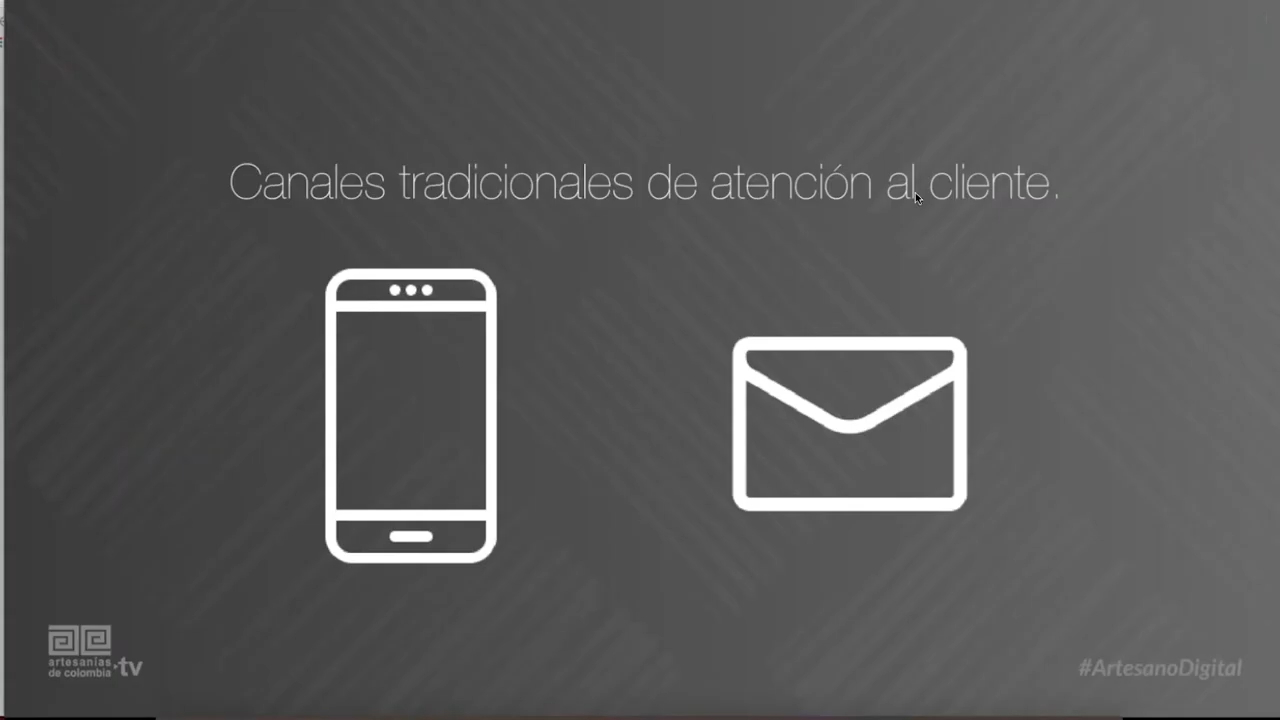 Canales tradicionales de atención al cliente.
artesanías
de colombia
.tv
#ArtesanoDigital